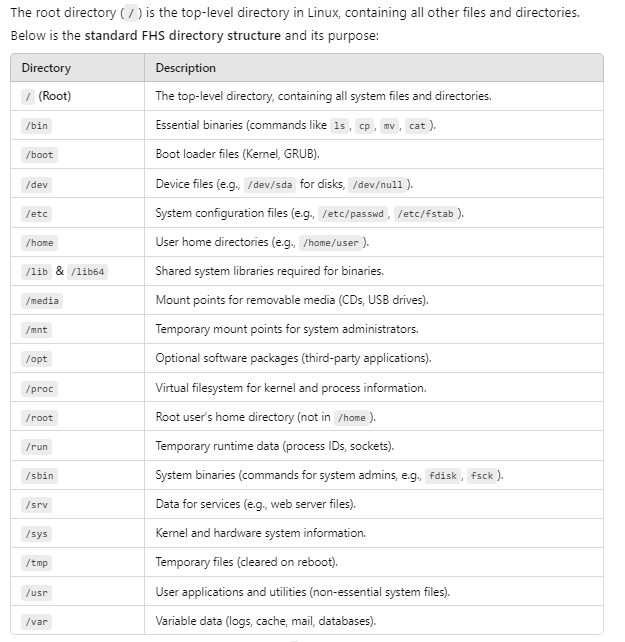 The root directory ( / ) is the top-level directory in Linux, containing all other files and directories.
Below is the standard FHS directory structure and its purpose:
Directory Description
/ (Root) The top-level directory, containing all system files and directories.
/bin Essential binaries (commands like ls , cp , mv , cat ).
/boot Boot loader files (Kernel, GRUB).
/dev Device files (e.g., /dev/sda for disks, /dev/null ).
/etc System configuration files (e.g., /etc/passwd , /etc/fstab ).
/home User home directories (e.g., /home/user ).
/lib & /lib64 Shared system libraries required for binaries.
/media Mount points for removable media (CDs, USB drives).
/mnt Temporary mount points for system administrators.
/opt Optional software packages (third-party applications).
/proc Virtual filesystem for kernel and process information.
/root Root user's home directory (not in /home ).
/run Temporary runtime data (process IDs, sockets).
/sbin System binaries (commands for system admins, e.g., fdisk , fsck ).
/srv Data for services (e.g., web server files).
/sys Kernel and hardware system information.
/tmp Temporary files (cleared on reboot).
/usr User applications and utilities (non-essential system files).
/var Variable data (logs, cache, mail, databases).